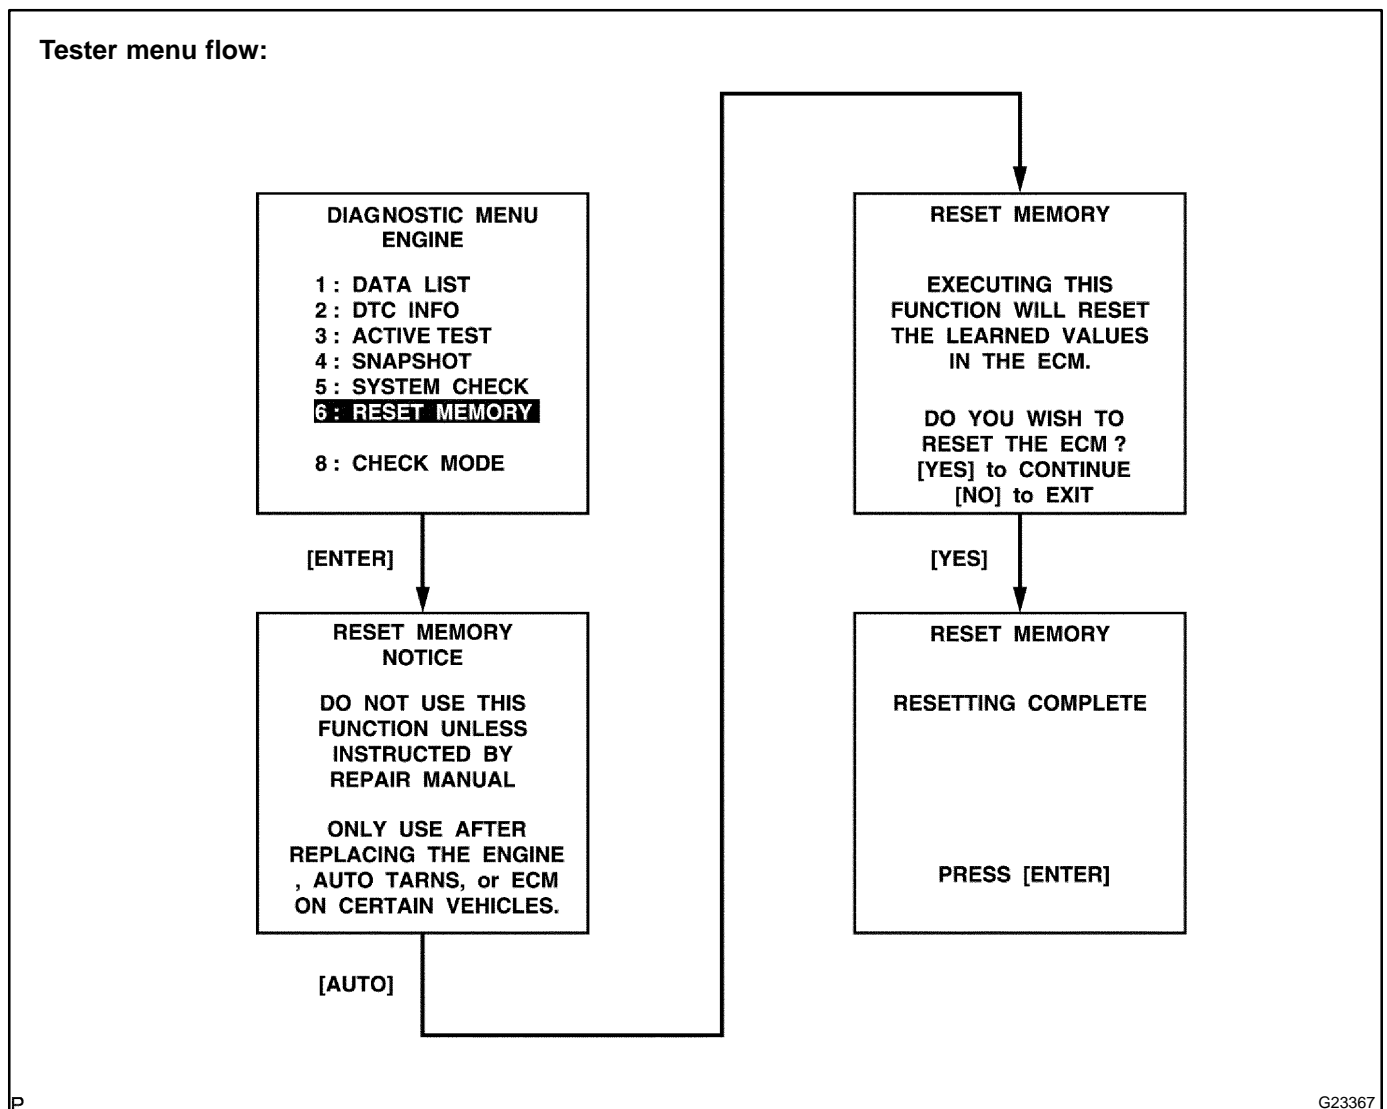 Tester menu flow:
DIAGNOSTIC MENU
ENGINE
1 : DATA LIST
2 : DTC INFO
3 : ACTIVE TEST
4 : SNAPSHOT
5 : SYSTEM CHECK
6 : RESET MEMORY
8 : CHECK MODE
[ENTER]
RESET MEMORY
NOTICE
DO NOT USE THIS
FUNCTION UNLESS
INSTRUCTED BY
REPAIR MANUAL
ONLY USE AFTER
REPLACING THE ENGINE
, AUTO TARNS, or ECM
ON CERTAIN VEHICLES.
[AUTO]
RESET MEMORY
EXECUTING THIS
FUNCTION WILL RESET
THE LEARNED VALUES
IN THE ECM.
DO YOU WISH TO
RESET THE ECM ?
[YES] to CONTINUE
[NO] to EXIT
[YES]
RESET MEMORY
RESETTING COMPLETE
PRESS [ENTER]
P
G23367